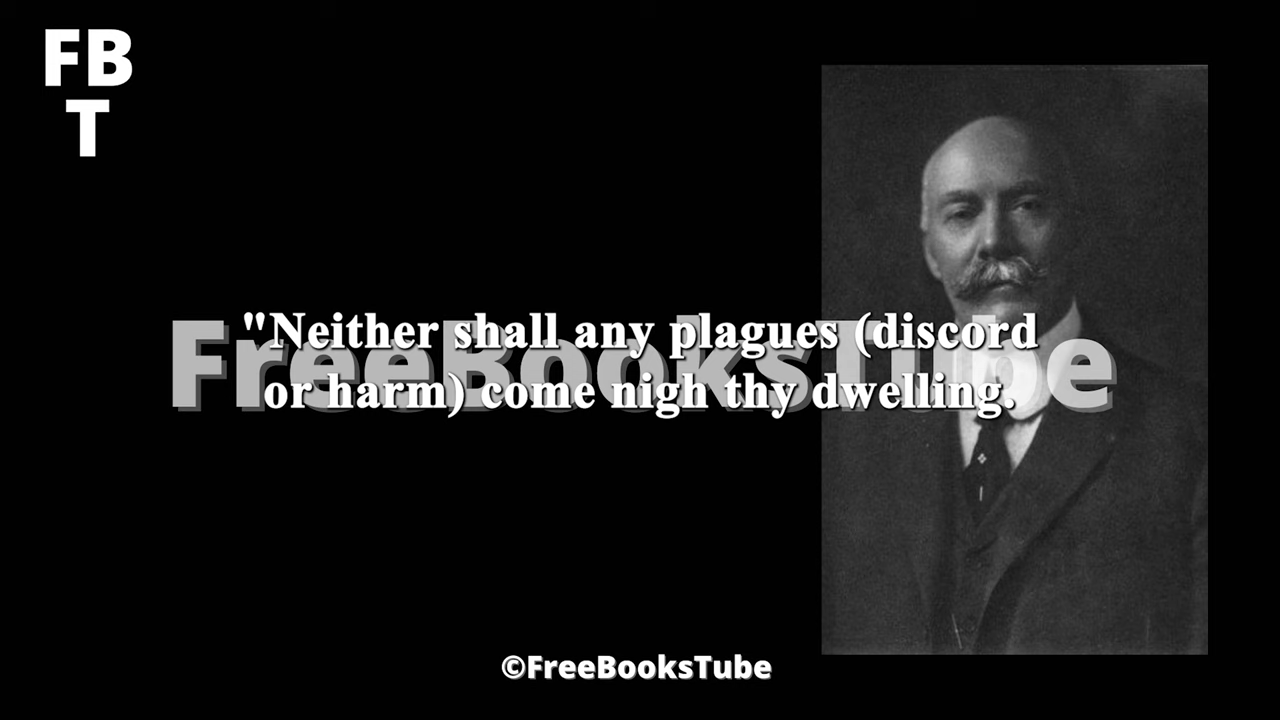 FB
T
FreeBooksTube
"Neither shall any plagues (discord
or harm) come nigh thy dwelling.
©FreeBooksTube